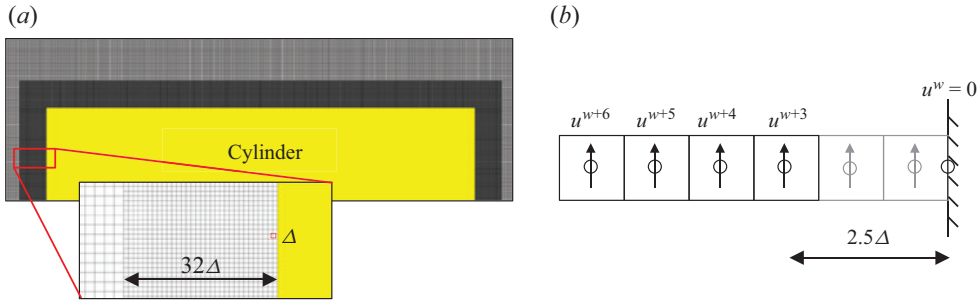 (a)
Cylinder
Δ
32Δ
(b)
u^w = 0
u^{w+6} u^{w+5} u^{w+4} u^{w+3}
2.5Δ